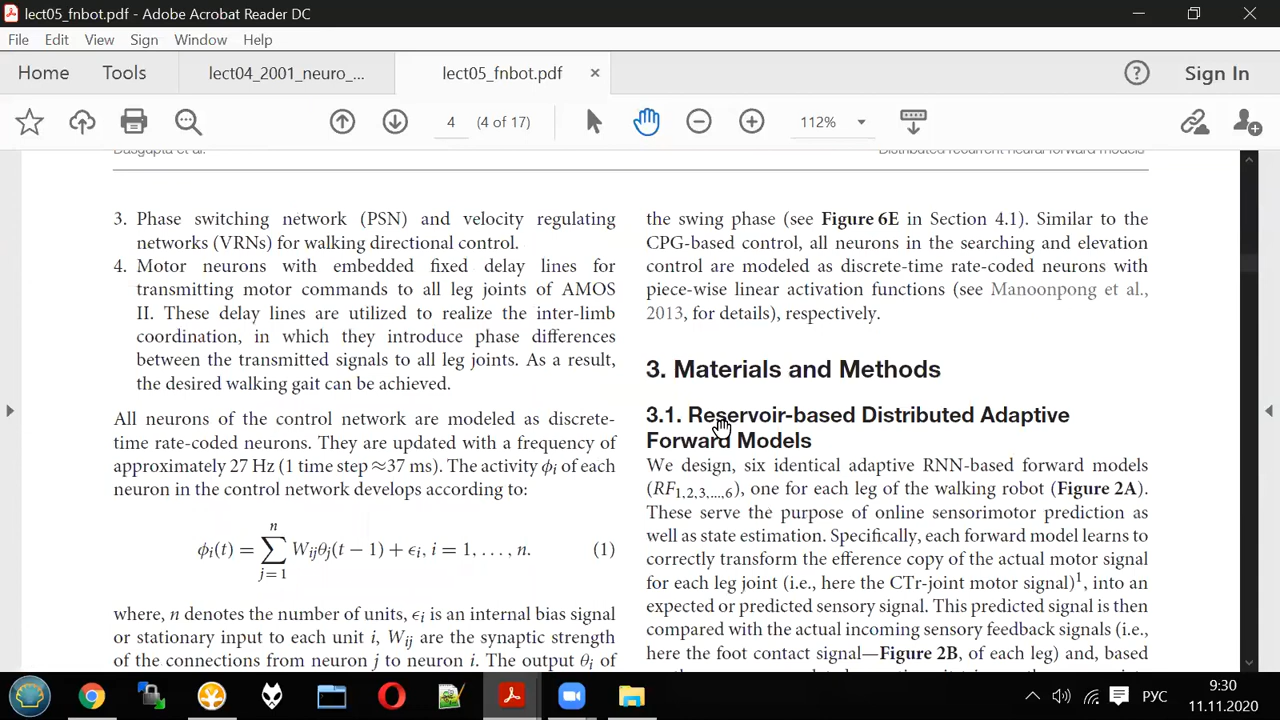 lect05_fnbot.pdf - Adobe Acrobat Reader DC
File Edit View Sign Window Help
Home Tools lect04_2001_neuro_... lect05_fnbot.pdf × ? Sign In
4 (4 of 17) 112%
Dasgupta et al. Distributed recurrent neural forward models
3. Phase switching network (PSN) and velocity regulating
networks (VRNs) for walking directional control.
4. Motor neurons with embedded fixed delay lines for
transmitting motor commands to all leg joints of AMOS
II. These delay lines are utilized to realize the inter-limb
coordination, in which they introduce phase differences
between the transmitted signals to all leg joints. As a result,
the desired walking gait can be achieved.
All neurons of the control network are modeled as discrete-
time rate-coded neurons. They are updated with a frequency of
approximately 27 Hz (1 time step ≈37 ms). The activity ϕi of each
neuron in the control network develops according to:
n
ϕi(t) = ∑ Wijθj(t − 1) + ϵi, i = 1, . . . , n. (1)
j=1
where, n denotes the number of units, ϵi is an internal bias signal
or stationary input to each unit i, Wij are the synaptic strength
of the connections from neuron j to neuron i. The output θi of
the swing phase (see Figure 6E in Section 4.1). Similar to the
CPG-based control, all neurons in the searching and elevation
control are modeled as discrete-time rate-coded neurons with
piece-wise linear activation functions (see Manoonpong et al.,
2013, for details), respectively.
3. Materials and Methods
3.1. Reservoir-based Distributed Adaptive
Forward Models
We design, six identical adaptive RNN-based forward models
(RF1,2,3,...,6), one for each leg of the walking robot (Figure 2A).
These serve the purpose of online sensorimotor prediction as
well as state estimation. Specifically, each forward model learns to
correctly transform the efference copy of the actual motor signal
for each leg joint (i.e., here the CTr-joint motor signal)1, into an
expected or predicted sensory signal. This predicted signal is then
compared with the actual incoming sensory feedback signals (i.e.,
here the foot contact signal—Figure 2B, of each leg) and, based
РУС
9:30
11.11.2020